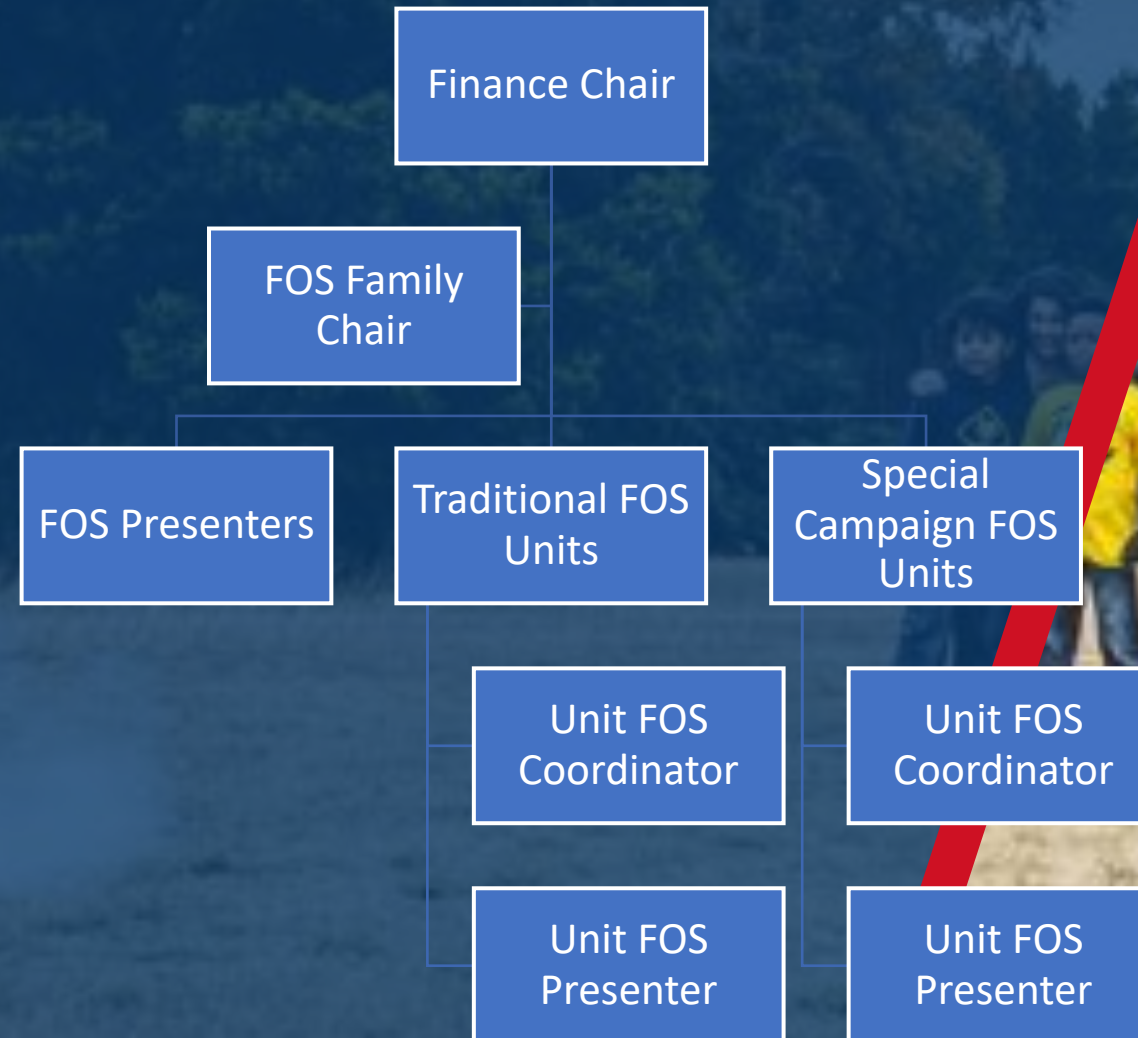 Finance Chair
FOS Family
Chair
FOS Presenters
Traditional FOS
Units
Special
Campaign FOS
Units
Unit FOS
Coordinator
Unit FOS
Coordinator
Unit FOS
Presenter
Unit FOS
Presenter